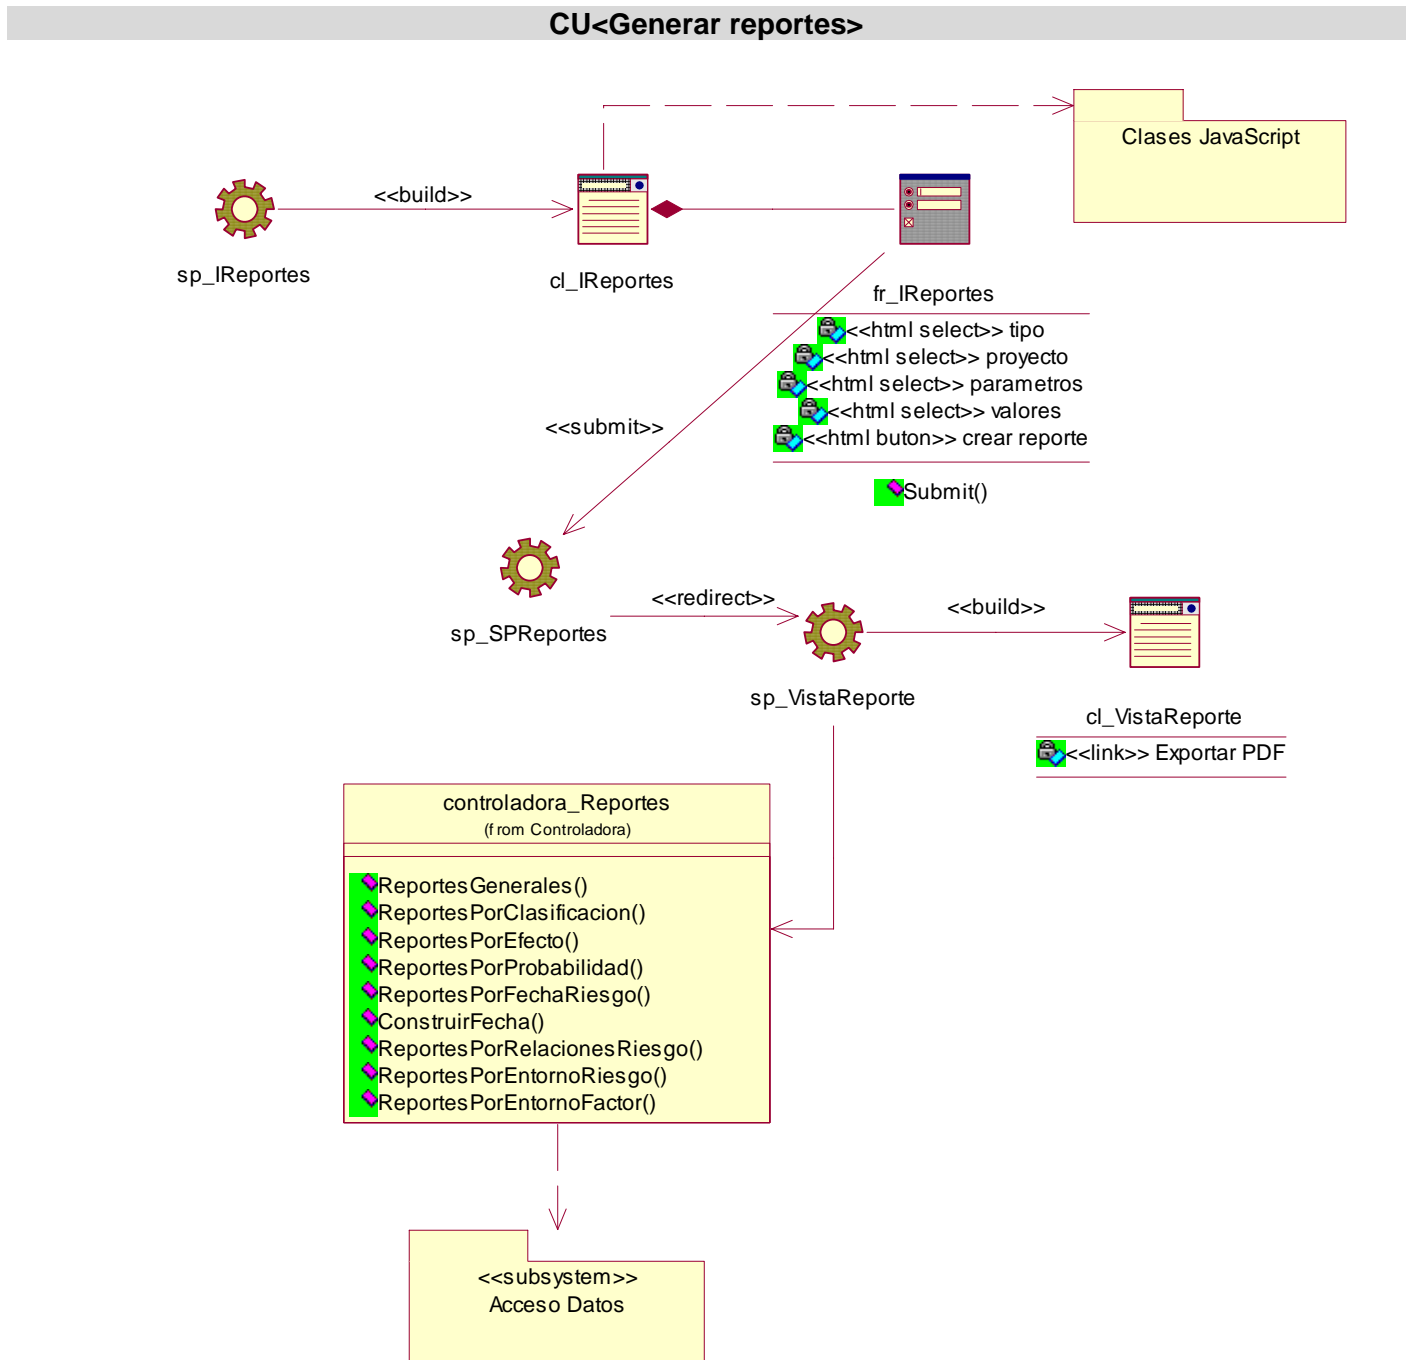 CU<Generar reportes>
Clases JavaScript
<<build>>
sp_IReportes
cl_IReportes
fr_IReportes
<<html select>> tipo
<<html select>> proyecto
<<html select>> parametros
<<html select>> valores
<<html buton>> crear reporte
Submit()
<<submit>>
sp_SPReportes
<<redirect>>
<<build>>
sp_VistaReporte
cl_VistaReporte
<<link>> Exportar PDF
controladora_Reportes
(from Controladora)
ReportesGenerales()
ReportesPorClasificacion()
ReportesPorEfecto()
ReportesPorProbabilidad()
ReportesPorFechaRiesgo()
ConstruirFecha()
ReportesPorRelacionesRiesgo()
ReportesPorEntornoRiesgo()
ReportesPorEntornoFactor()
<<subsystem>>
Acceso Datos